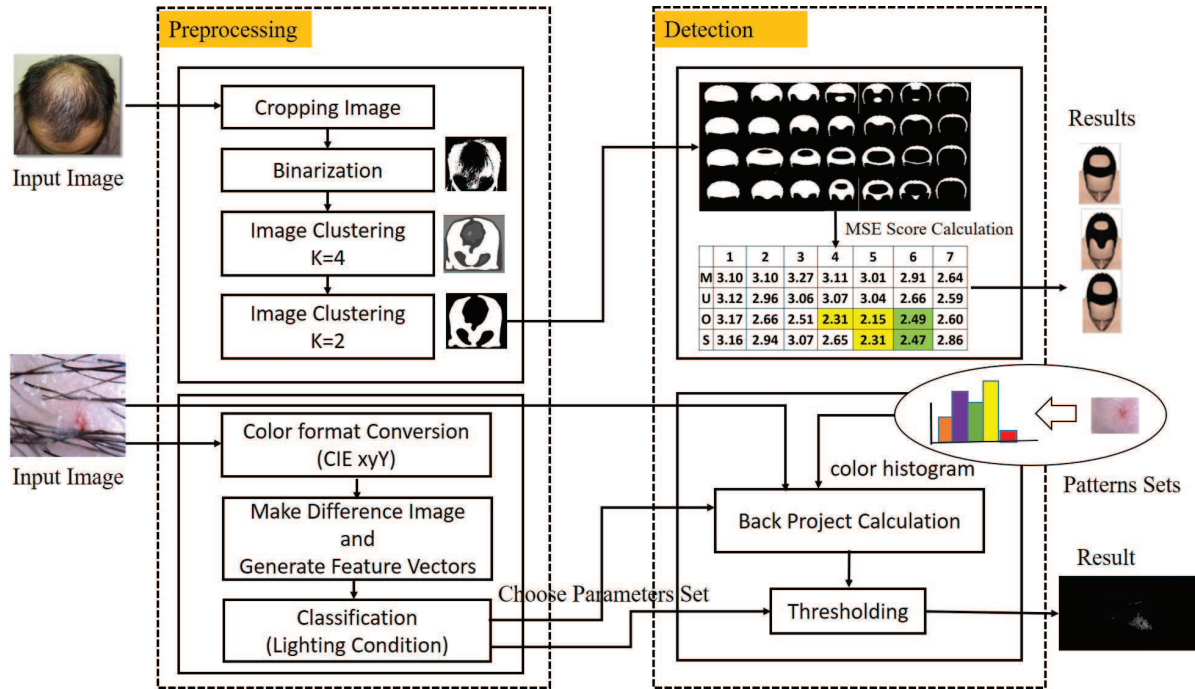 Preprocessing
Detection
Input Image
Cropping Image
Binarization
Image Clustering
K=4
Image Clustering
K=2
MSE Score Calculation
1 2 3 4 5 6 7
M 3.10 3.10 3.27 3.11 3.01 2.91 2.64
U 3.12 2.96 3.06 3.07 3.04 2.66 2.59
O 3.17 2.66 2.51 2.31 2.15 2.49 2.60
S 3.16 2.94 3.07 2.65 2.31 2.47 2.86
Results
Input Image
Color format Conversion
(CIE xyY)
Make Difference Image
and
Generate Feature Vectors
Classification
(Lighting Condition)
Choose Parameters Set
color histogram
Patterns Sets
Back Project Calculation
Thresholding
Result